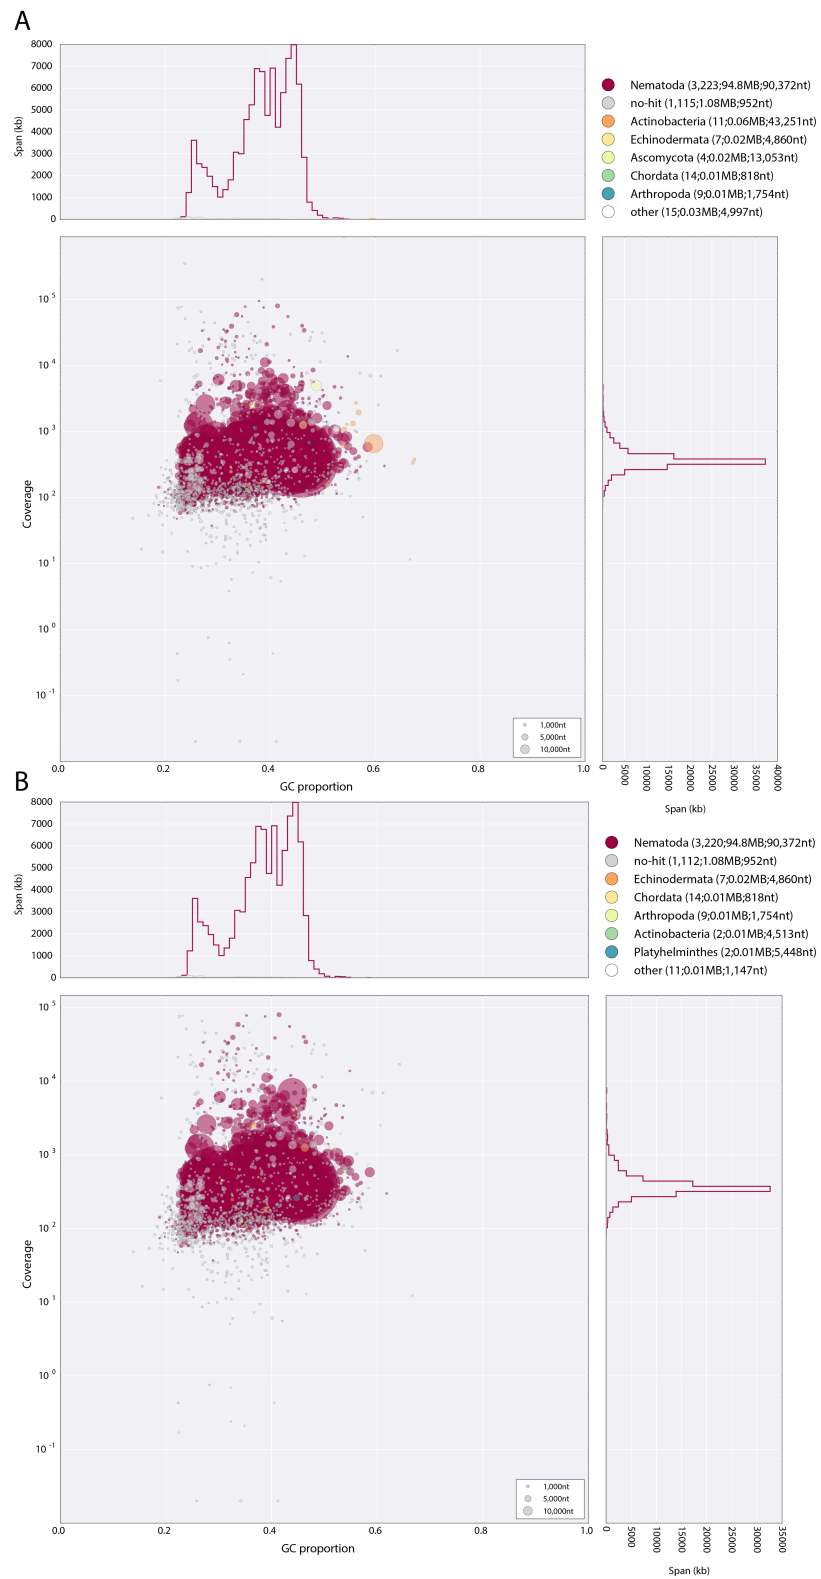 A
8000
7000
6000
5000
4000
3000
2000
1000
0
Span (kb)
Nematoda (3,223;94.8MB;90,372nt)
no-hit (1,115;1.08MB;952nt)
Actinobacteria (11;0.06MB;43,251nt)
Echinodermata (7;0.02MB;4,860nt)
Ascomycota (4;0.02MB;13,053nt)
Chordata (14;0.01MB;818nt)
Arthropoda (9;0.01MB;1,754nt)
other (15;0.03MB;4,997nt)
10 5
10 4
10 3
10 2
10 1
10 0
10 -1
Coverage
1,000nt
5,000nt
10,000nt
0.0 0.2 0.4 0.6 0.8 1.0
GC proportion
0 5000 10000 15000 20000 25000 30000 35000 40000
Span (kb)
B
8000
7000
6000
5000
4000
3000
2000
1000
0
Span (kb)
Nematoda (3,220;94.8MB;90,372nt)
no-hit (1,112;1.08MB;952nt)
Echinodermata (7;0.02MB;4,860nt)
Chordata (14;0.01MB;818nt)
Arthropoda (9;0.01MB;1,754nt)
Actinobacteria (2;0.01MB;4,513nt)
Platyhelminthes (2;0.01MB;5,448nt)
other (11;0.01MB;1,147nt)
10 5
10 4
10 3
10 2
10 1
10 0
10 -1
Coverage
1,000nt
5,000nt
10,000nt
0.0 0.2 0.4 0.6 0.8 1.0
GC proportion
0 5000 10000 15000 20000 25000 30000 35000
Span (kb)